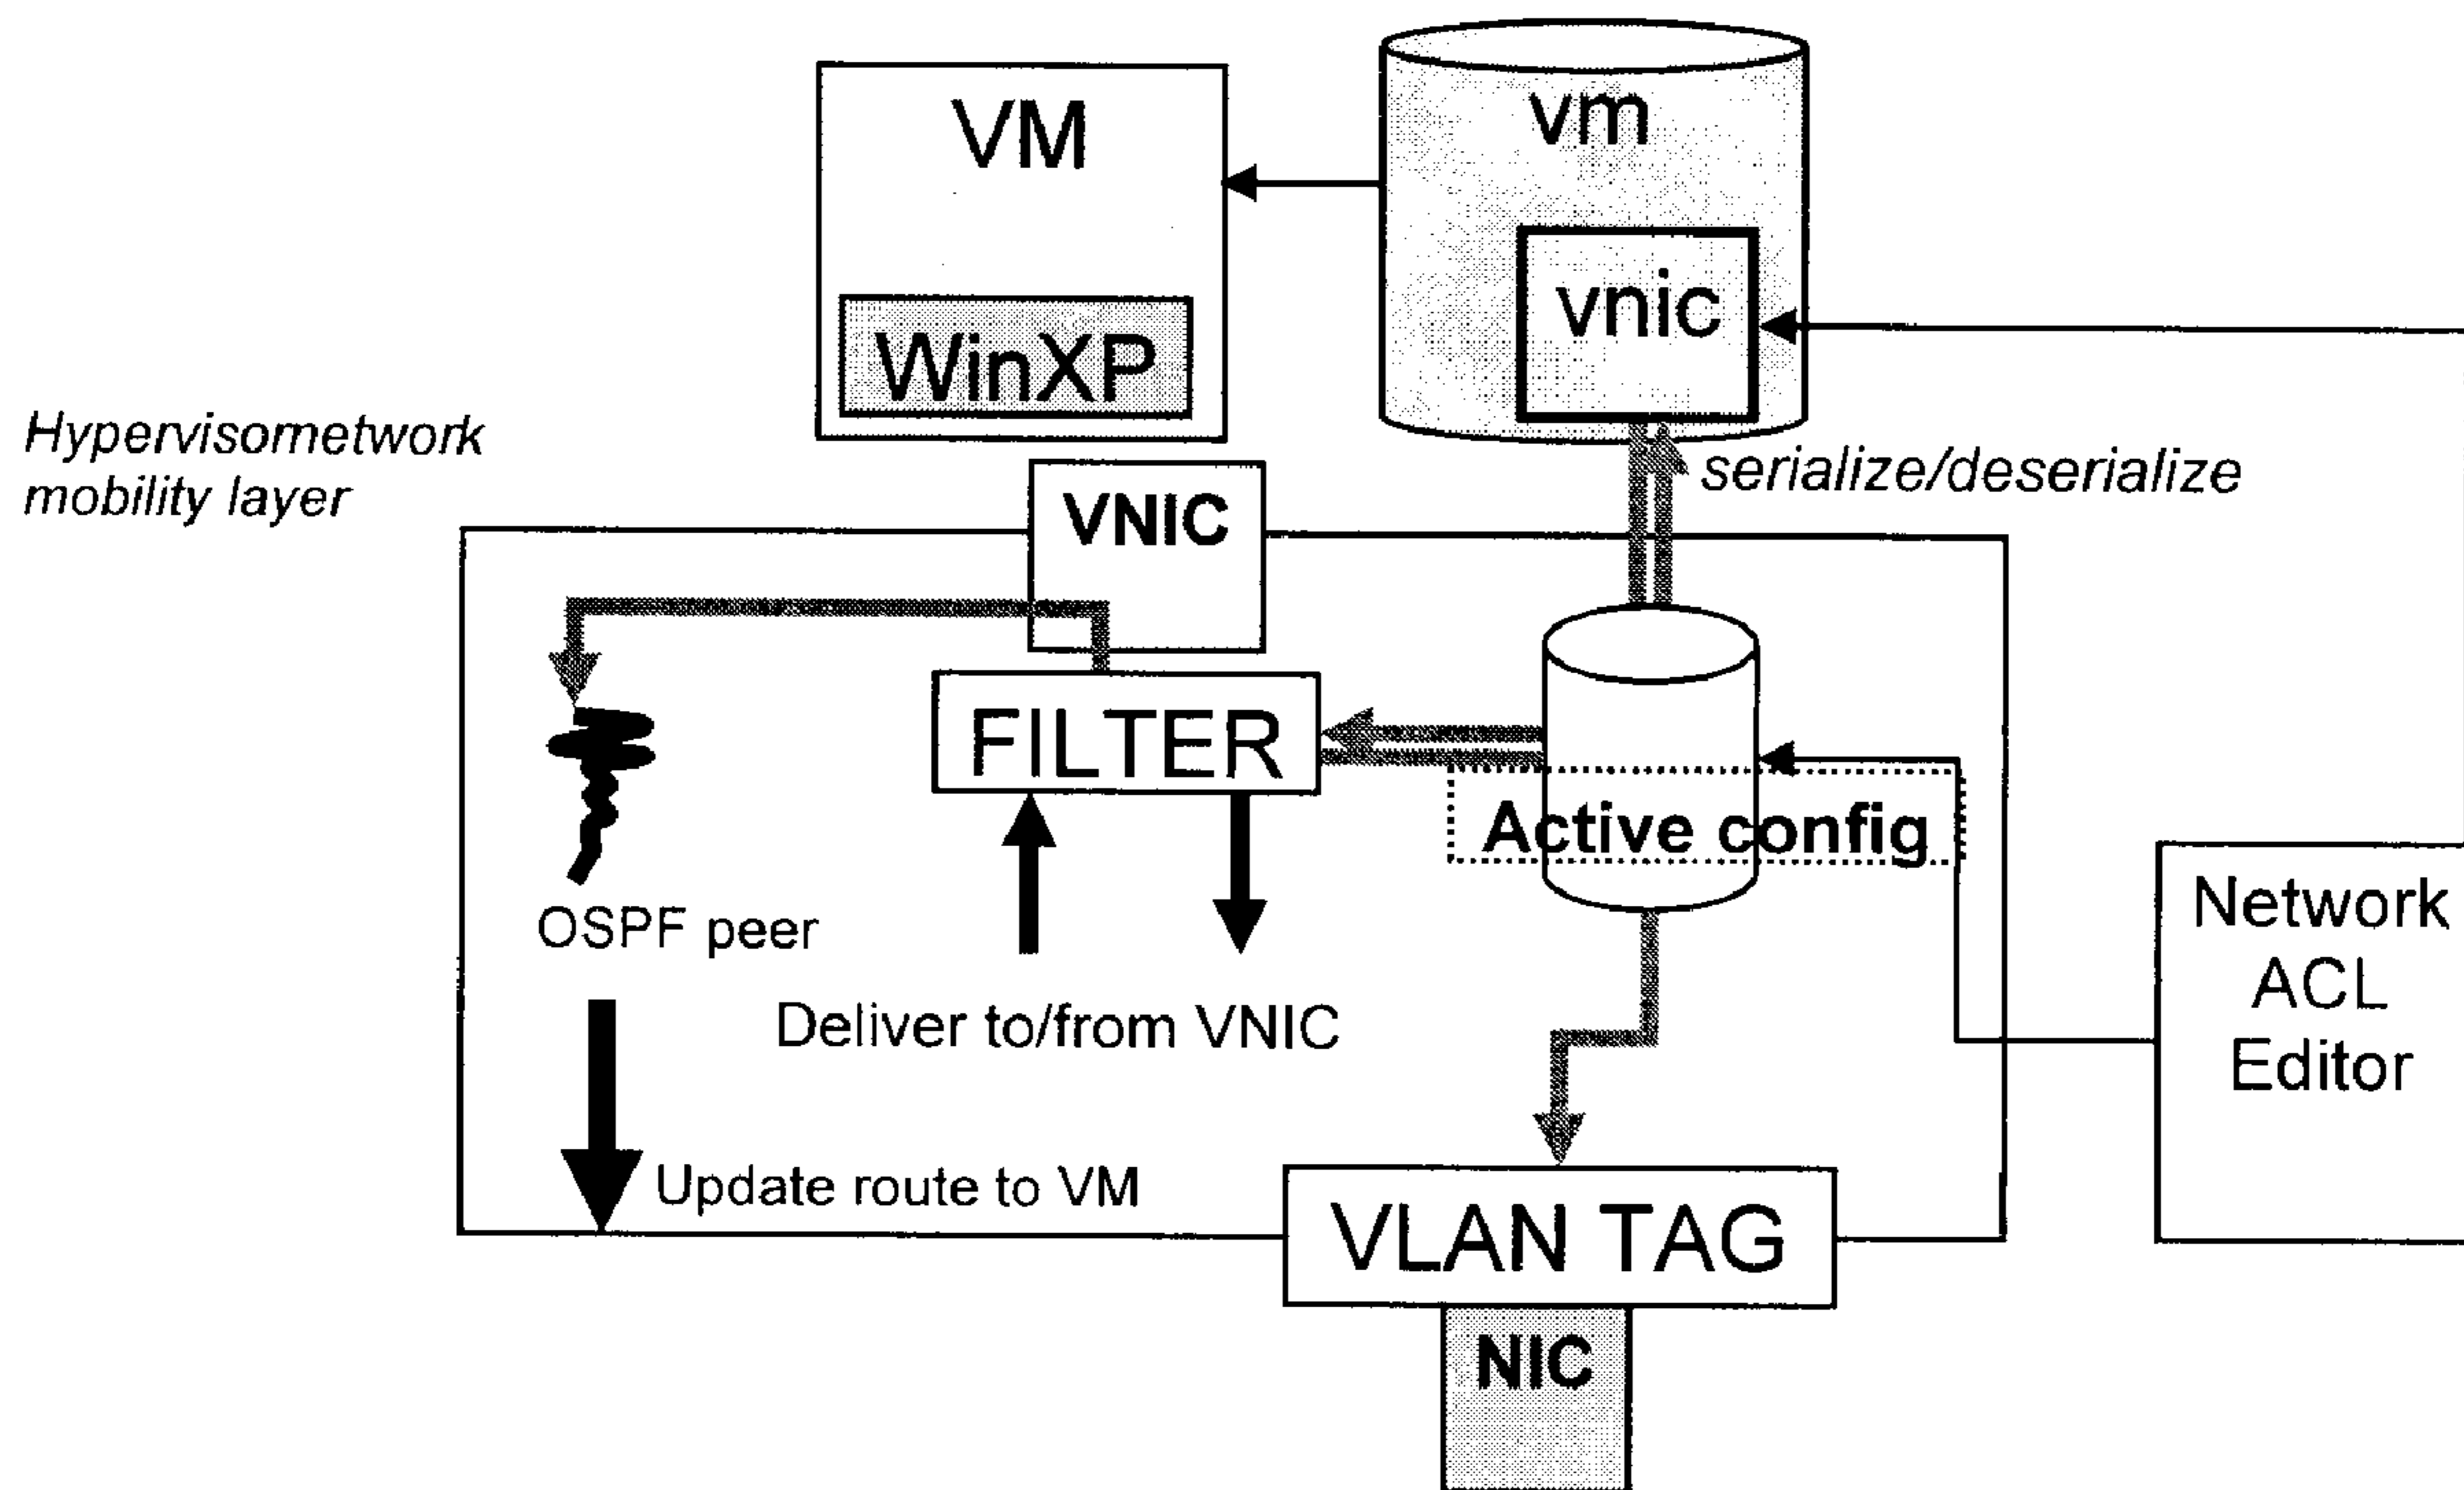 VM
vm
vnic
WinXP
Hypervisornetwork
mobility layer
serialize/deserialize
VNIC
FILTER
Active config
OSPF peer
Deliver to/from VNIC
Network
ACL
Editor
Update route to VM
VLAN TAG
NIC